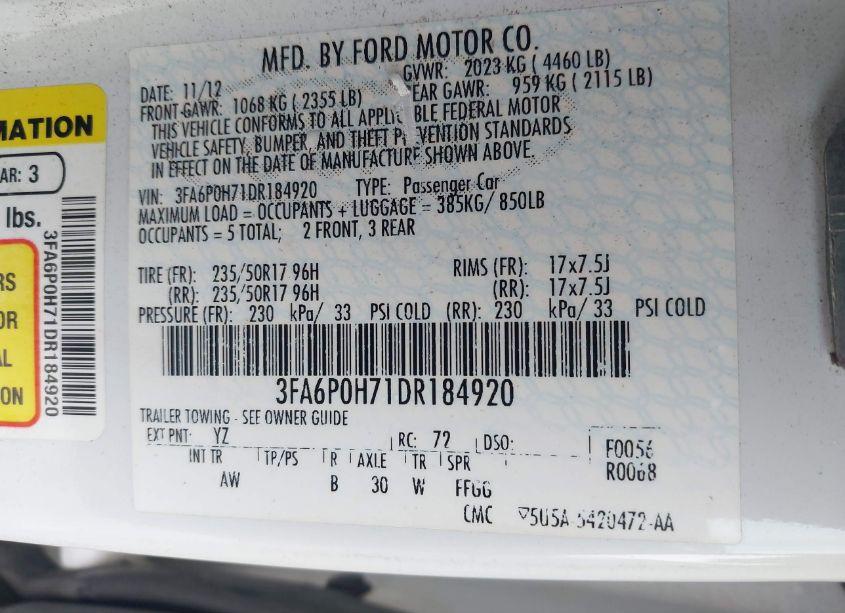 MFD. BY FORD MOTOR CO.
DATE: 11/12
GVWR: 2023 KG ( 4460 LB)
FRONT GAWR: 1068 KG ( 2355 LB)
EAR GAWR: 959 KG ( 2115 LB)
THIS VEHICLE CONFORMS TO ALL APPLIC BLE FEDERAL MOTOR
VEHICLE SAFETY, BUMPER, AND THEFT P VENTION STANDARDS
IN EFFECT ON THE DATE OF MANUFACTURE SHOWN ABOVE.
VIN: 3FA6P0H71DR184920 TYPE: Passenger Car
MAXIMUM LOAD = OCCUPANTS + LUGGAGE = 385KG/ 850LB
OCCUPANTS = 5 TOTAL; 2 FRONT, 3 REAR
TIRE (FR): 235/50R17 96H RIMS (FR): 17x7.5J
(RR): 235/50R17 96H (RR): 17x7.5J
PRESSURE (FR): 230 kPa/ 33 PSI COLD (RR): 230 kPa/ 33 PSI COLD
3FA6P0H71DR184920
TRAILER TOWING - SEE OWNER GUIDE
EXT PNT: YZ RC: 72 DSO:
F0056
R0068
INT TR TP/PS R AXLE TR SPR
AW B 30 W FFGG
CMC 5U5A-5420472-AA
MATION
AR: 3
lbs.
RS
OR
AL
ON
3FA6P0H71DR184920